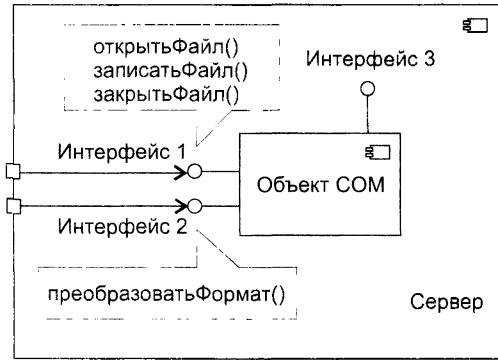 открытьФайл()
записатьФайл()
закрытьФайл()
Интерфейс 3
Интерфейс 1
Объект COM
Интерфейс 2
преобразоватьФормат()
Сервер